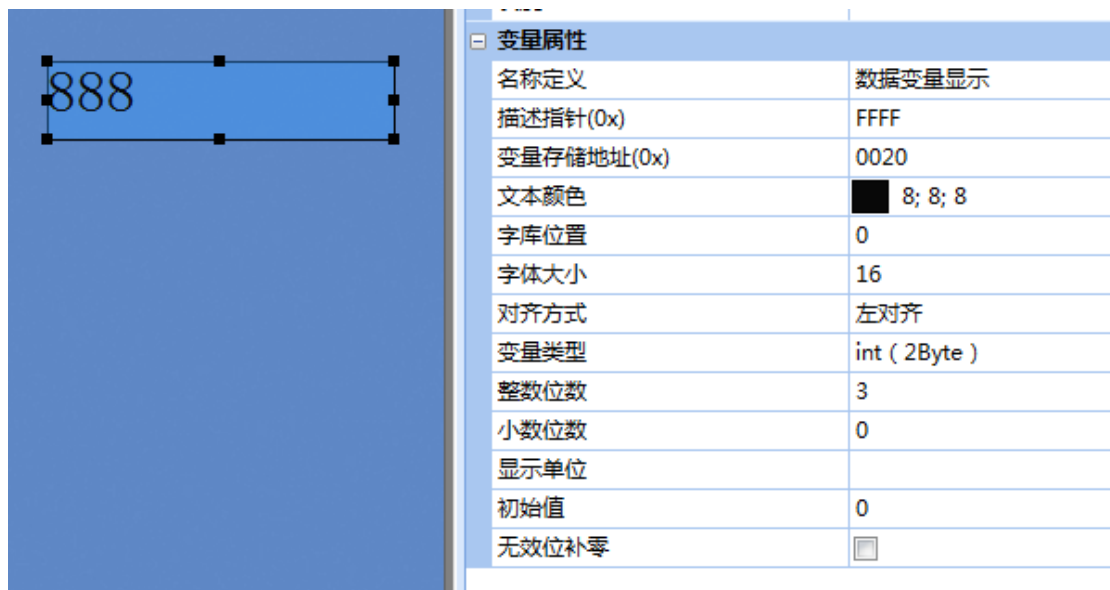 888
变量属性
名称定义 数据变量显示
描述指针(0x) FFFF
变量存储地址(0x) 0020
文本颜色 8; 8; 8
字库位置 0
字体大小 16
对齐方式 左对齐
变量类型 int ( 2Byte )
整数位数 3
小数位数 0
显示单位
初始值 0
无效位补零